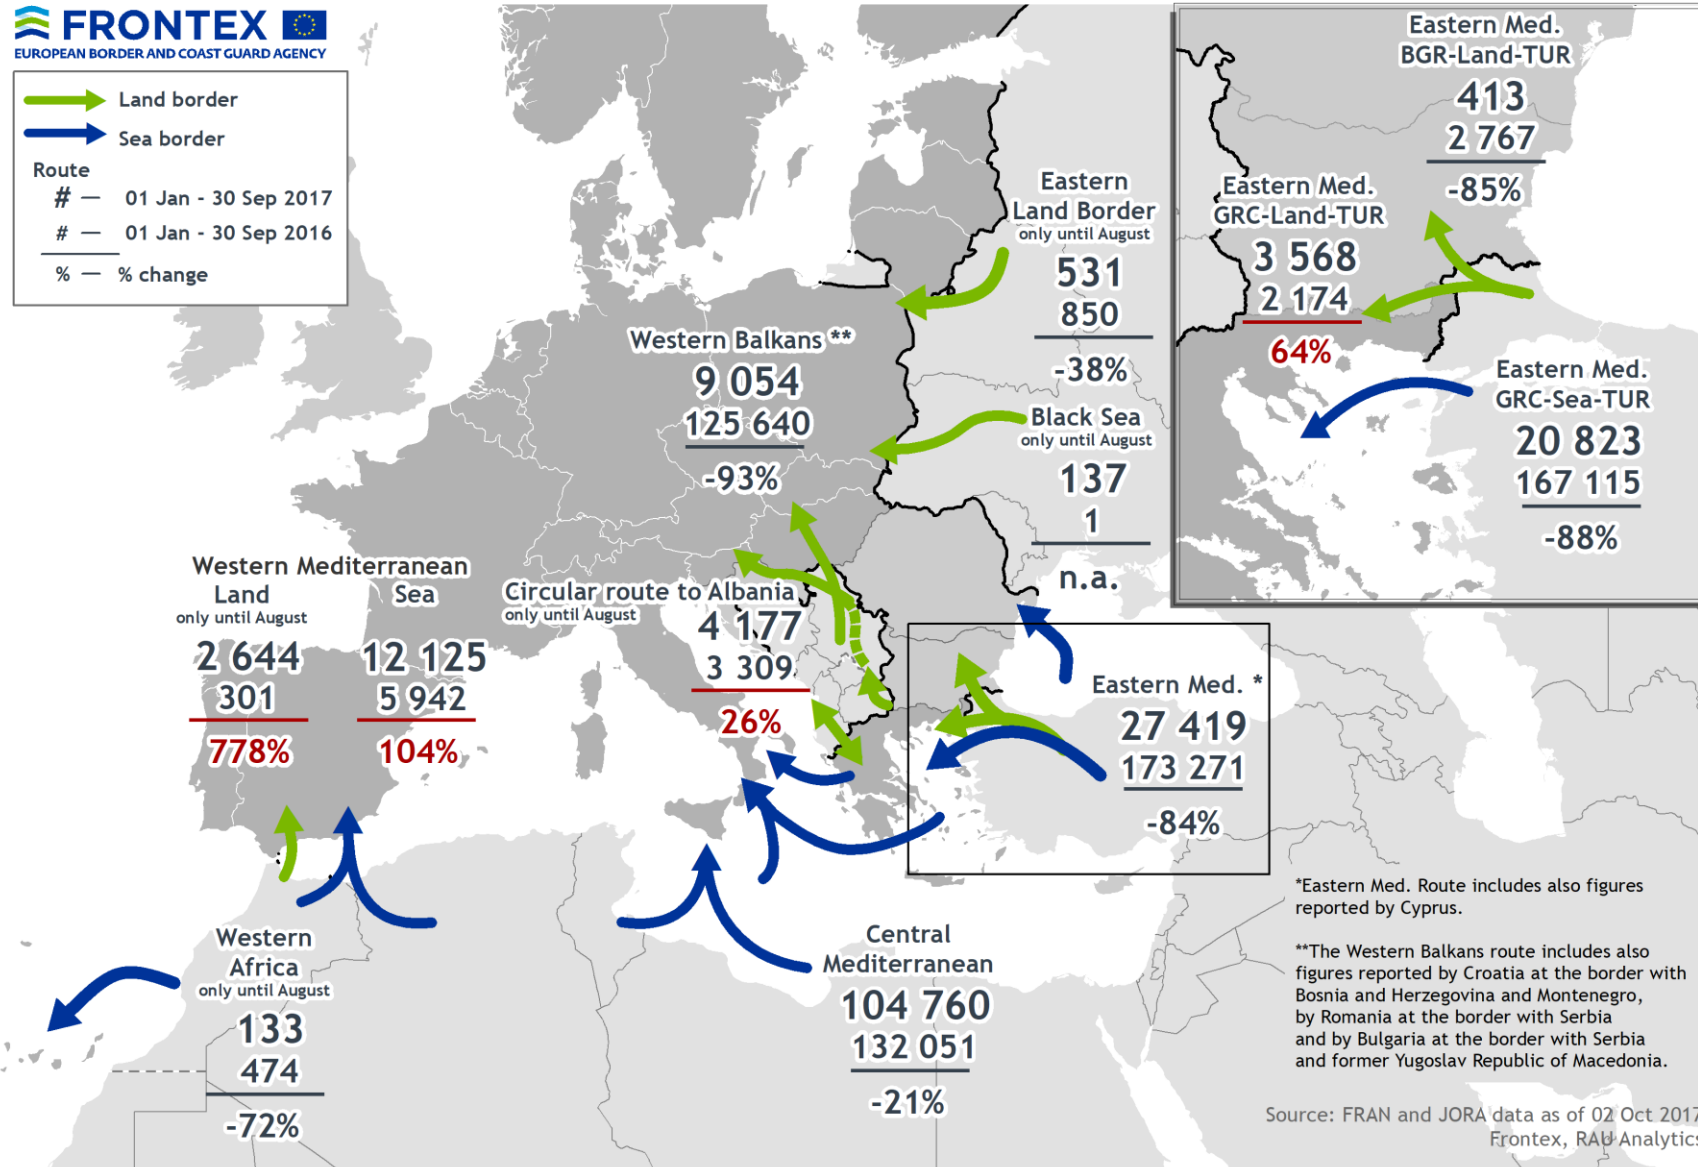 FRONTEX
EUROPEAN BORDER AND COAST GUARD AGENCY
Land border
Sea border
Route
# — 01 Jan - 30 Sep 2017
# — 01 Jan - 30 Sep 2016
% — % change
Eastern Med.
BGR-Land-TUR
413
2 767
-85%
Eastern Med.
GRC-Land-TUR
3 568
2 174
64%
Eastern Med.
GRC-Sea-TUR
20 823
167 115
-88%
Eastern
Land Border
only until August
531
850
-38%
Western Balkans **
9 054
125 640
-93%
Black Sea
only until August
137
1
n.a.
Western Mediterranean
Land
only until August
2 644
301
778%
Sea
12 125
5 942
104%
Circular route to Albania
only until August
4 177
3 309
26%
Eastern Med. *
27 419
173 271
-84%
Western
Africa
only until August
133
474
-72%
Central
Mediterranean
104 760
132 051
-21%
*Eastern Med. Route includes also figures
reported by Cyprus.
**The Western Balkans route includes also
figures reported by Croatia at the border with
Bosnia and Herzegovina and Montenegro,
by Romania at the border with Serbia
and by Bulgaria at the border with Serbia
and former Yugoslav Republic of Macedonia.
Source: FRAN and JORA data as of 02 Oct 2017
Frontex, RAU Analytics